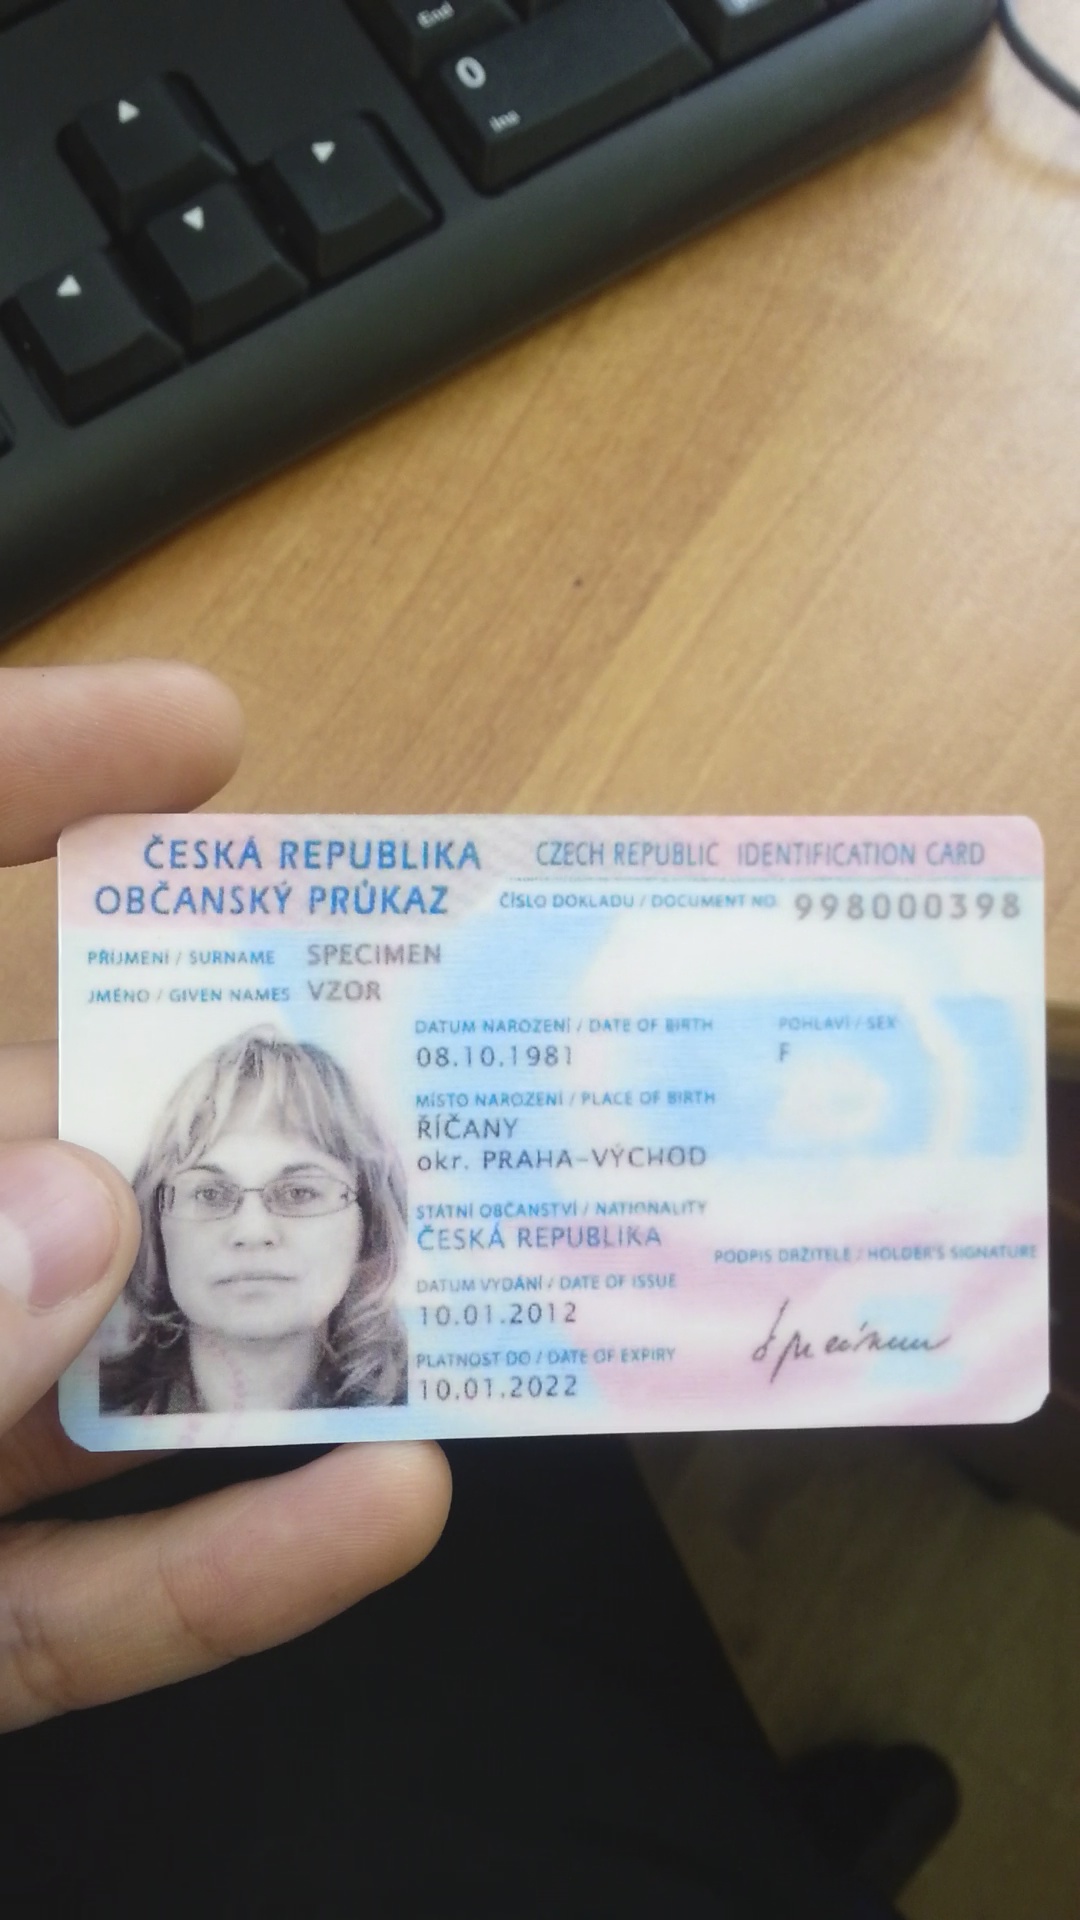 End
0
Ins
ČESKÁ REPUBLIKA CZECH REPUBLIC IDENTIFICATION CARD
OBČANSKÝ PRŮKAZ ČÍSLO DOKLADU / DOCUMENT NO. 998000398
PŘÍJMENÍ / SURNAME SPECIMEN
JMÉNO / GIVEN NAMES VZOR
DATUM NAROZENÍ / DATE OF BIRTH POHLAVÍ / SEX
08.10.1981 F
MÍSTO NAROZENÍ / PLACE OF BIRTH
ŘÍČANY
okr. PRAHA-VÝCHOD
STÁTNÍ OBČANSTVÍ / NATIONALITY
ČESKÁ REPUBLIKA
PODPIS DRŽITELE / HOLDER'S SIGNATURE
DATUM VYDÁNÍ / DATE OF ISSUE
10.01.2012
Specimen
PLATNOST DO / DATE OF EXPIRY
10.01.2022